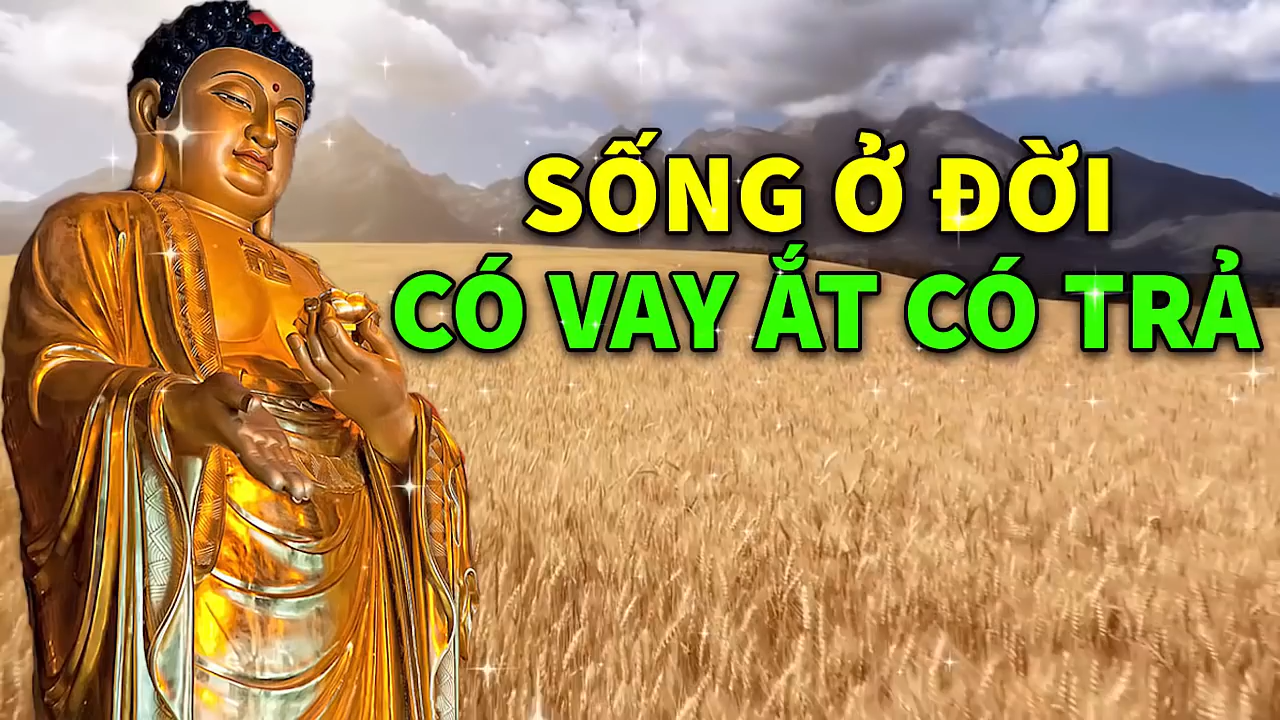 SỐNG Ở ĐỜI
CÓ VAY ẮT CÓ TRẢ